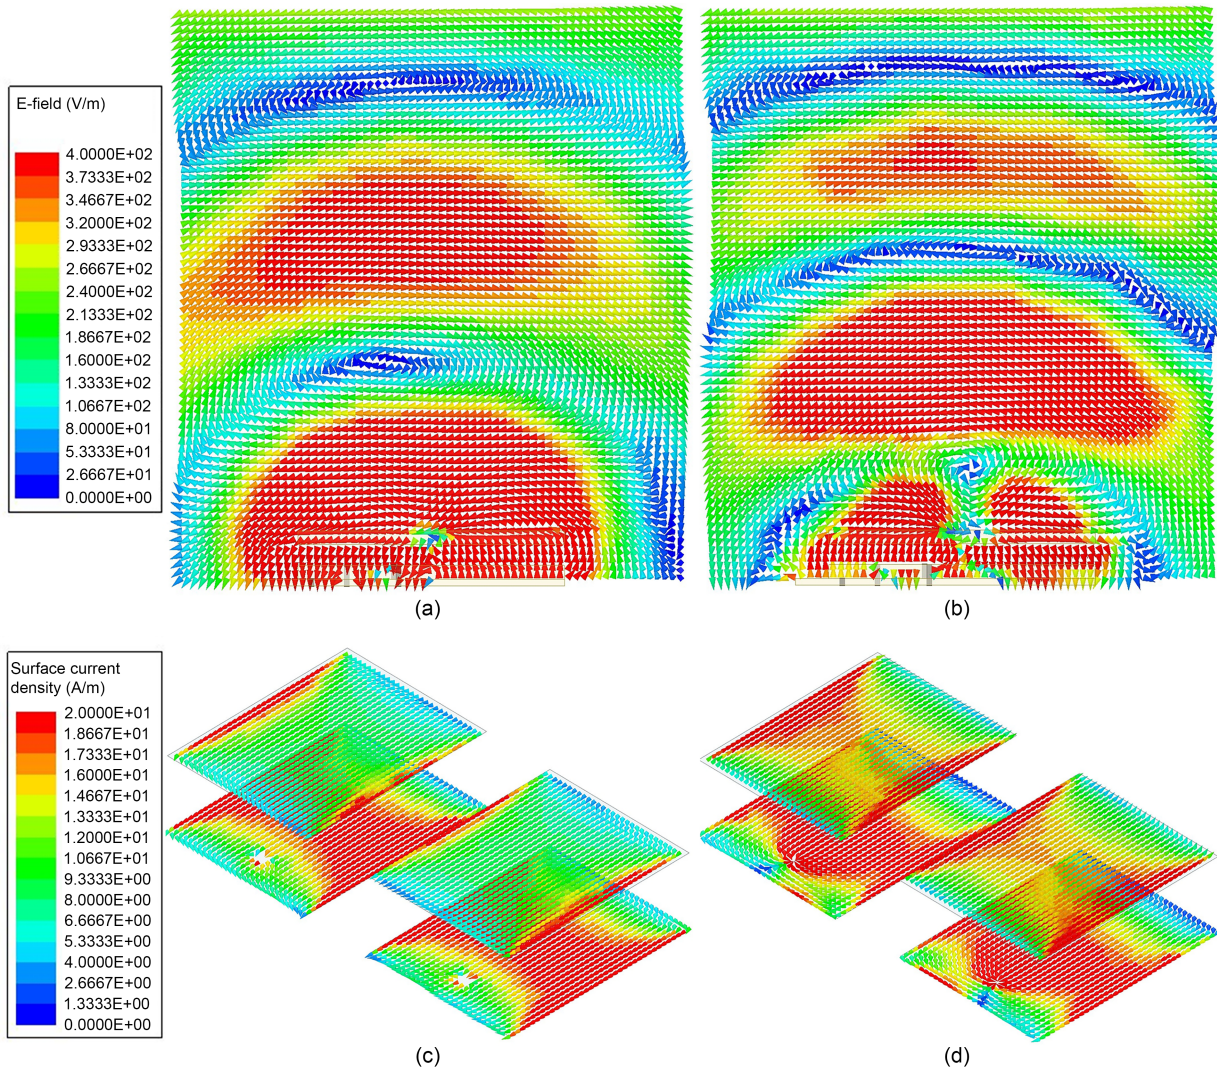 E-field (V/m)
4.0000E+02
3.7333E+02
3.4667E+02
3.2000E+02
2.9333E+02
2.6667E+02
2.4000E+02
2.1333E+02
1.8667E+02
1.6000E+02
1.3333E+02
1.0667E+02
8.0000E+01
5.3333E+01
2.6667E+01
0.0000E+00
(a)
(b)
Surface current
density (A/m)
2.0000E+01
1.8667E+01
1.7333E+01
1.6000E+01
1.4667E+01
1.3333E+01
1.2000E+01
1.0667E+01
9.3333E+00
8.0000E+00
6.6667E+00
5.3333E+00
4.0000E+00
2.6667E+00
1.3333E+00
0.0000E+00
(c)
(d)